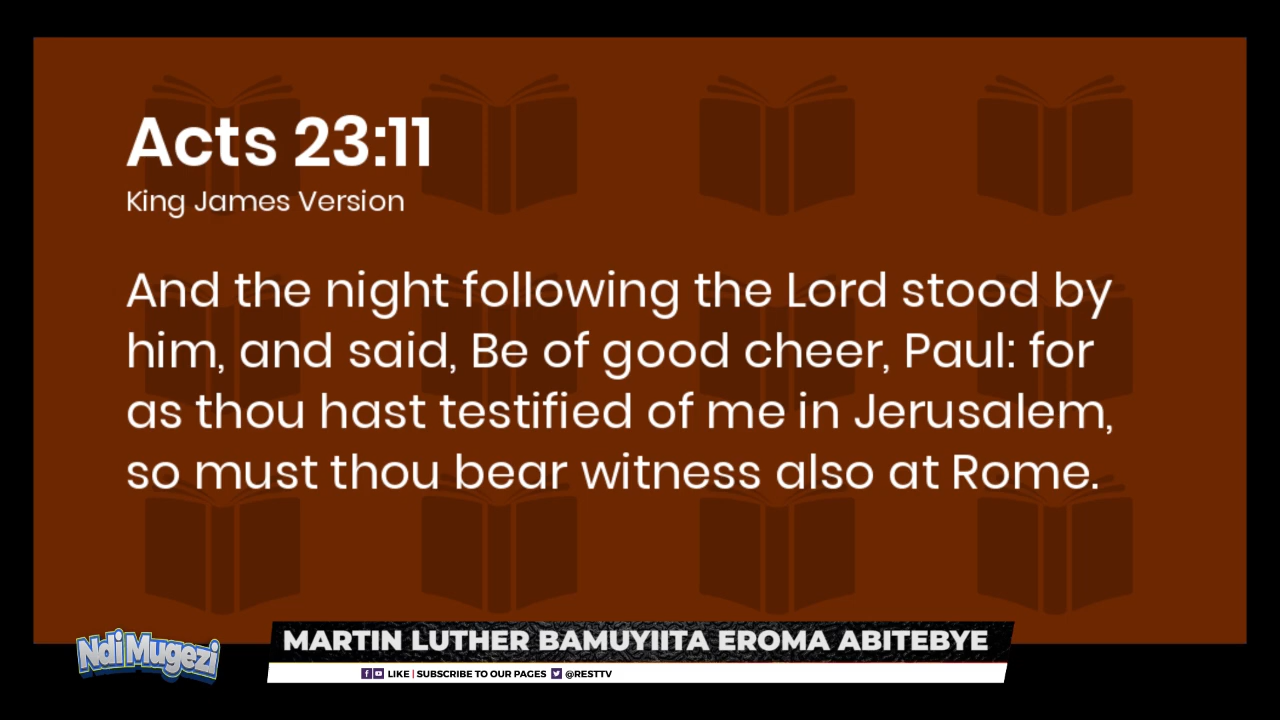 Acts 23:11
King James Version
And the night following the Lord stood by
him, and said, Be of good cheer, Paul: for
as thou hast testified of me in Jerusalem,
so must thou bear witness also at Rome.
Ndi Mugezi
MARTIN LUTHER BAMUYIITA EROMA ABITEBYE
LIKE | SUBSCRIBE TO OUR PAGES @RESTTV